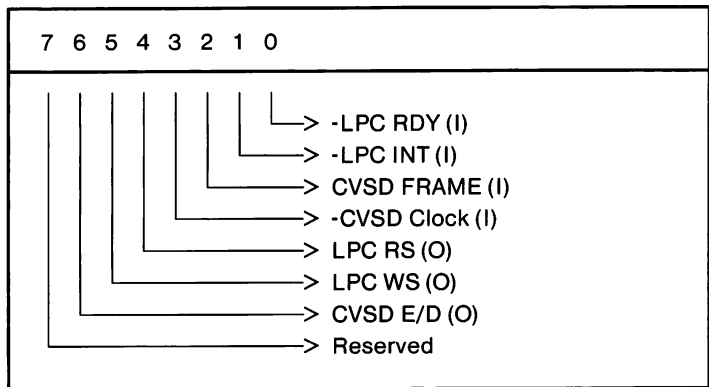 7 6 5 4 3 2 1 0
-LPC RDY (I)
-LPC INT (I)
CVSD FRAME (I)
-CVSD Clock (I)
LPC RS (O)
LPC WS (O)
CVSD E/D (O)
Reserved